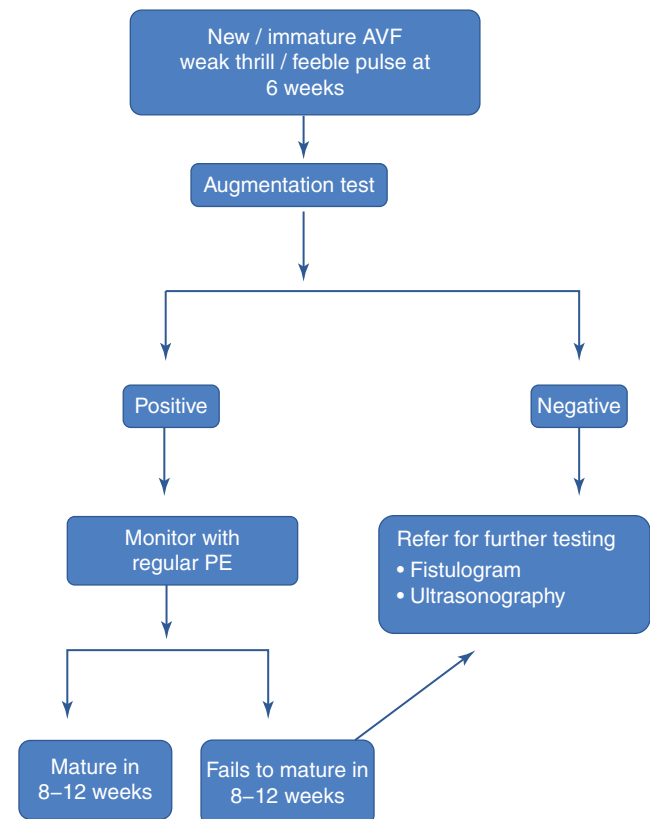 New / immature AVF
weak thrill / feeble pulse at
6 weeks
Augmentation test
Positive
Negative
Monitor with
regular PE
Refer for further testing
• Fistulogram
• Ultrasonography
Mature in
8–12 weeks
Fails to mature in
8–12 weeks